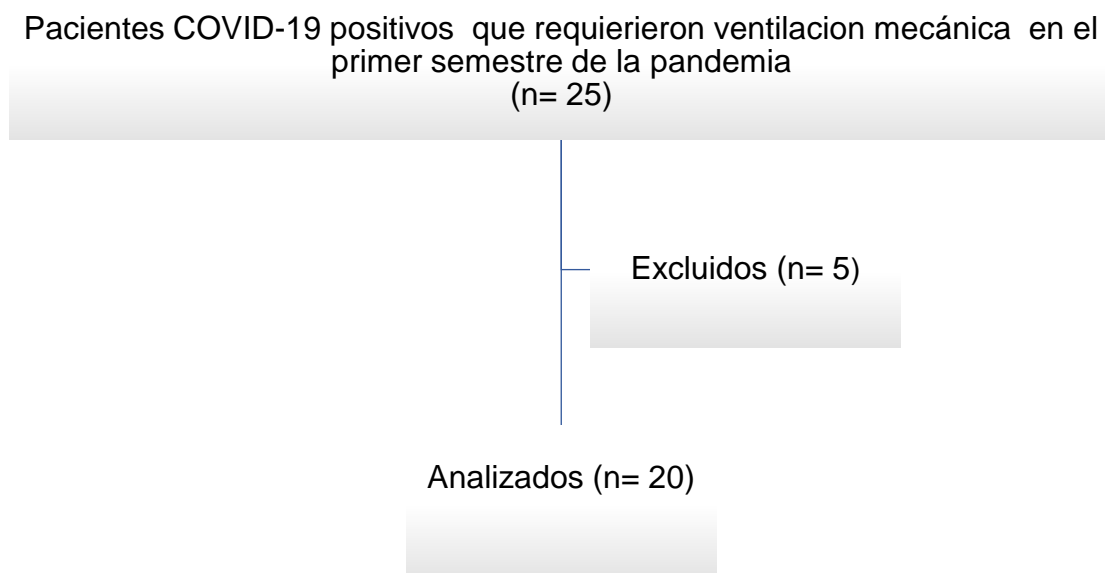 Pacientes COVID-19 positivos  que requierieron ventilacion mecánica  en el
primer semestre de la pandemia
(n= 25)
Excluidos (n= 5)
Analizados (n= 20)